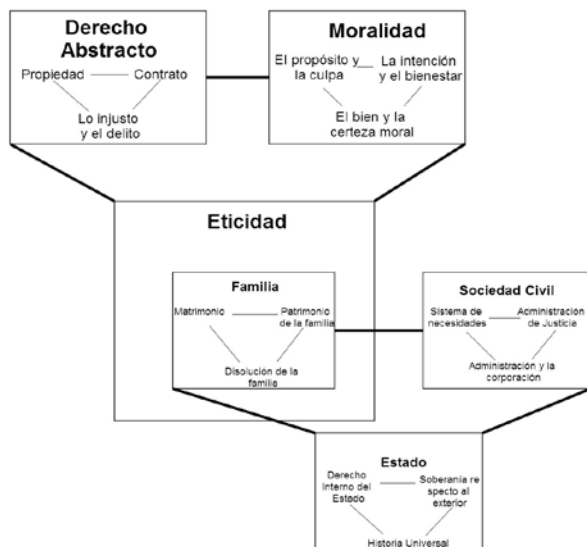 Derecho
Abstracto
Propiedad
Contrato
Lo injusto
y el delito
Moralidad
El propósito y
la culpa
La intención
y el bienestar
El bien y la
certeza moral
Eticidad
Familia
Matrimonio
Patrimonio
de la familia
Disolución de la
familia
Sociedad Civil
Sistema de
necesidades
Administración
de Justicia
Administración y la
corporación
Estado
Derecho
Interno del
Estado
Soberanía re
specto al
exterior
Historia Universal